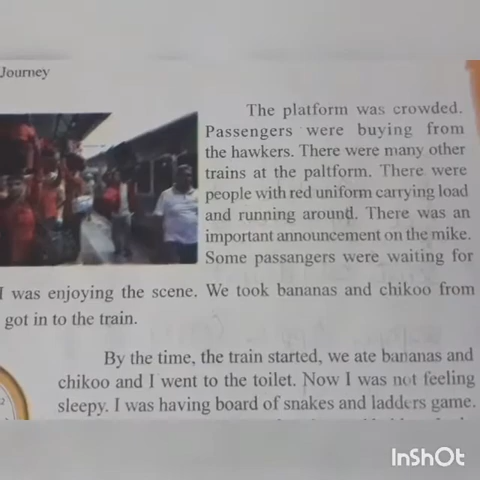 Journey
The platform was crowded.
Passengers were buying from
the hawkers. There were many other
trains at the paltform. There were
people with red uniform carrying load
and running around. There was an
important announcement on the mike.
Some passangers were waiting for
I was enjoying the scene. We took bananas and chikoo from
got in to the train.
By the time, the train started, we ate bananas and
chikoo and I went to the toilet. Now I was not feeling
sleepy. I was having board of snakes and ladders game.
InShOt